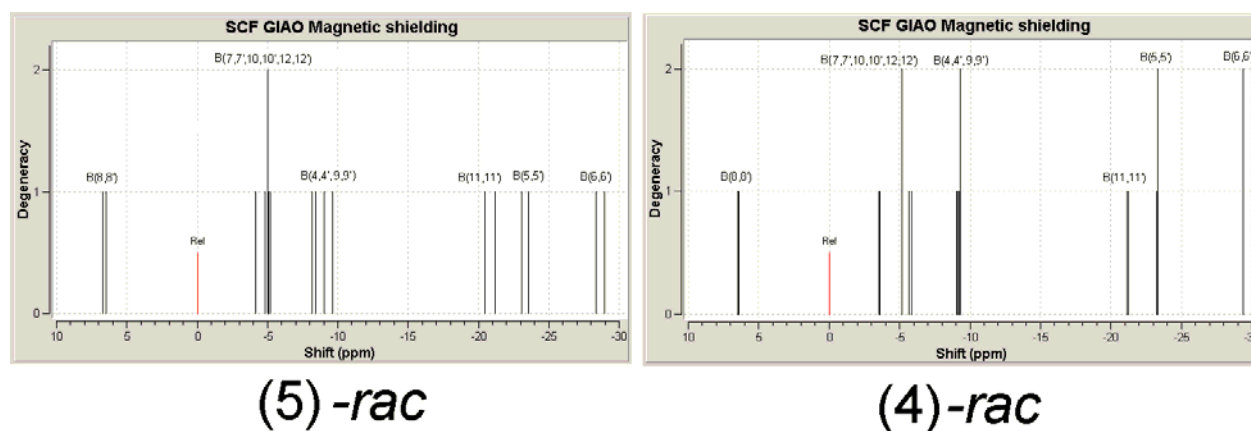 SCF GIAO Magnetic shielding
B(7,7',10,10',12,12')
B(8,8')
B(4,4',9,9')
B(11,11')
B(5,5')
B(6,6')
Ref
Degeneracy
2
1
0
10 5 0 -5 -10 -15 -20 -25 -30
Shift (ppm)
(5) -rac
SCF GIAO Magnetic shielding
B(7,7',10,10',12,12')
B(4,4',9,9')
B(5,5')
B(6,6'
B(11,11')
Ref
Degeneracy
2
1
0
10 5 0 -5 -10 -15 -20 -25
Shift (ppm)
(4)-rac